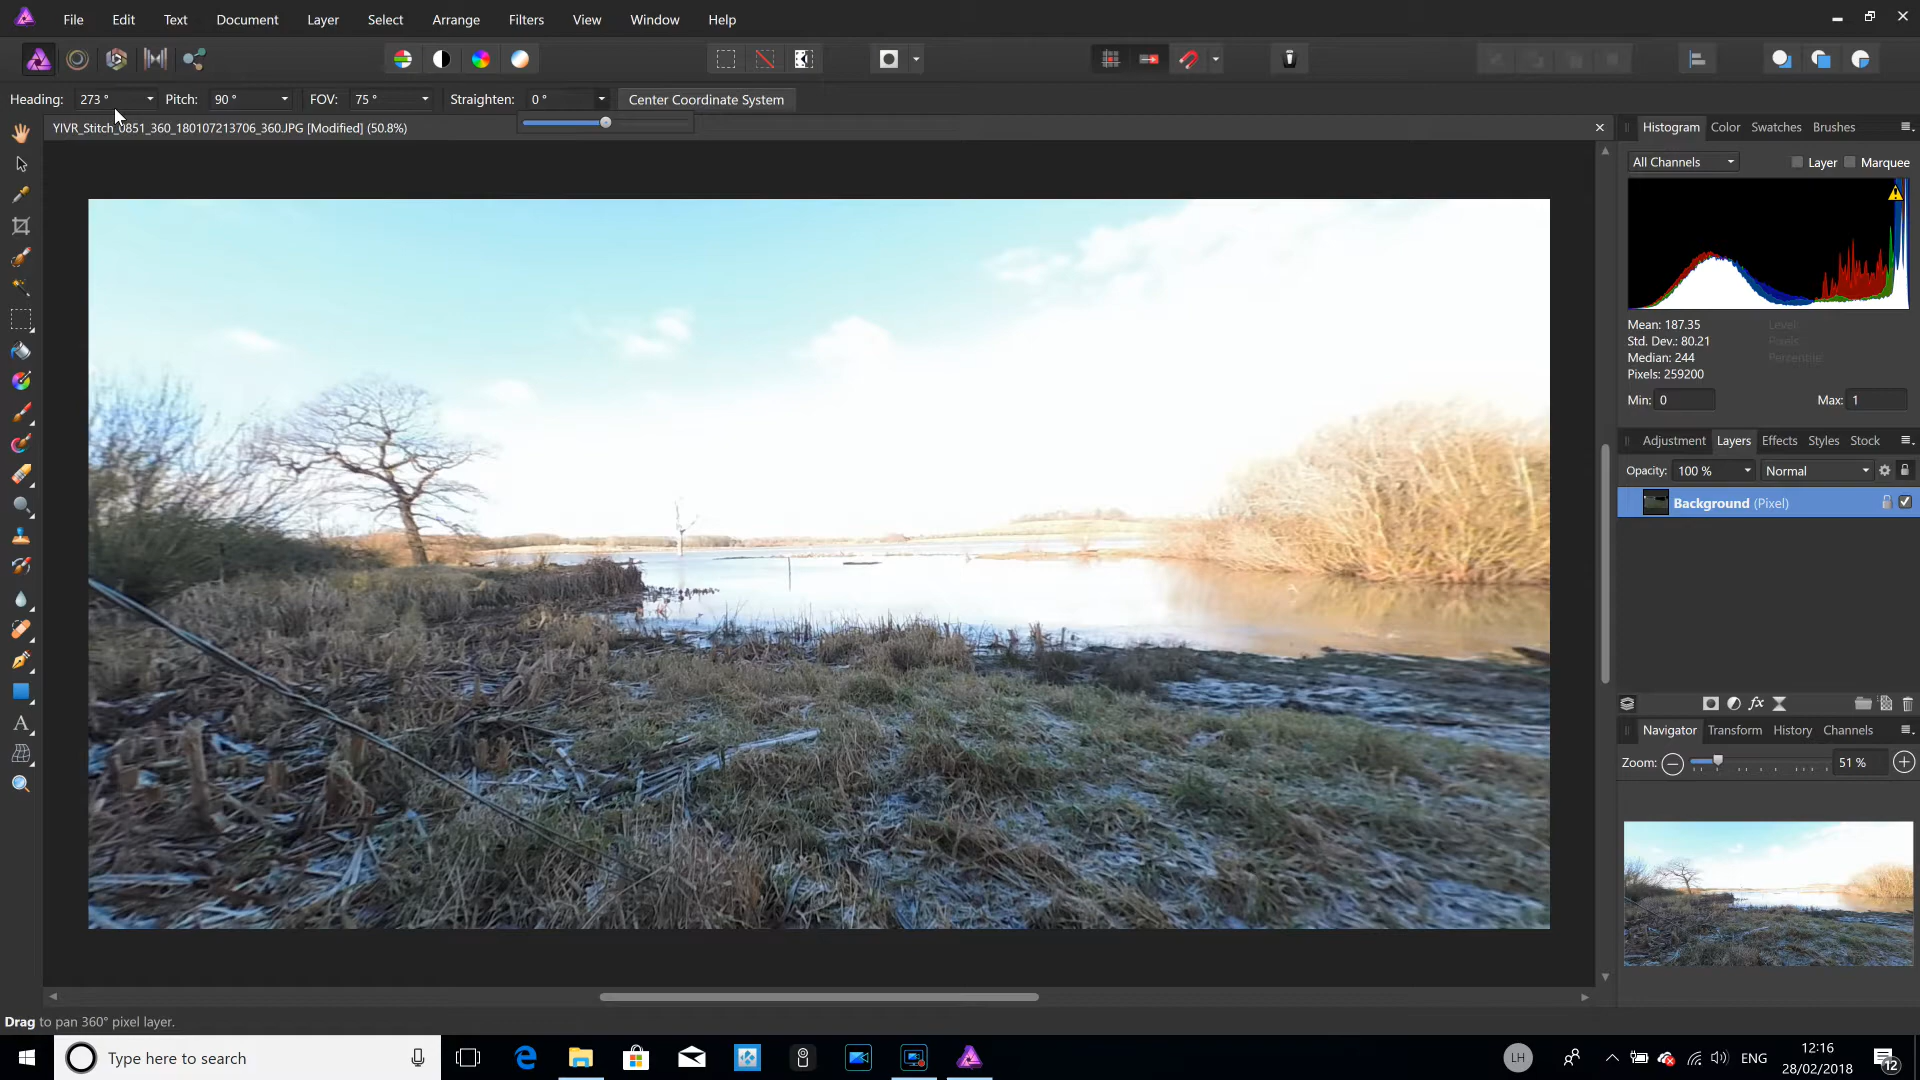 File Edit Text Document Layer Select Arrange Filters View Window Help
Heading: 273 ° Pitch: 90 ° FOV: 75 ° Straighten: 0 ° Center Coordinate System
YIVR_Stitch_0851_360_180107213706_360.JPG [Modified] (50.8%)
Histogram Color Swatches Brushes
All Channels Layer Marquee
Mean: 187.35 Level:
Std. Dev.: 80.21 Pixels:
Median: 244 Percentile:
Pixels: 259200
Min: 0 Max: 1
Adjustment Layers Effects Styles Stock
Opacity: 100 % Normal
Background (Pixel)
fx
Navigator Transform History Channels
Zoom: 51 %
A
Drag to pan 360° pixel layer.
Type here to search
LH ENG 12:16
28/02/2018
12